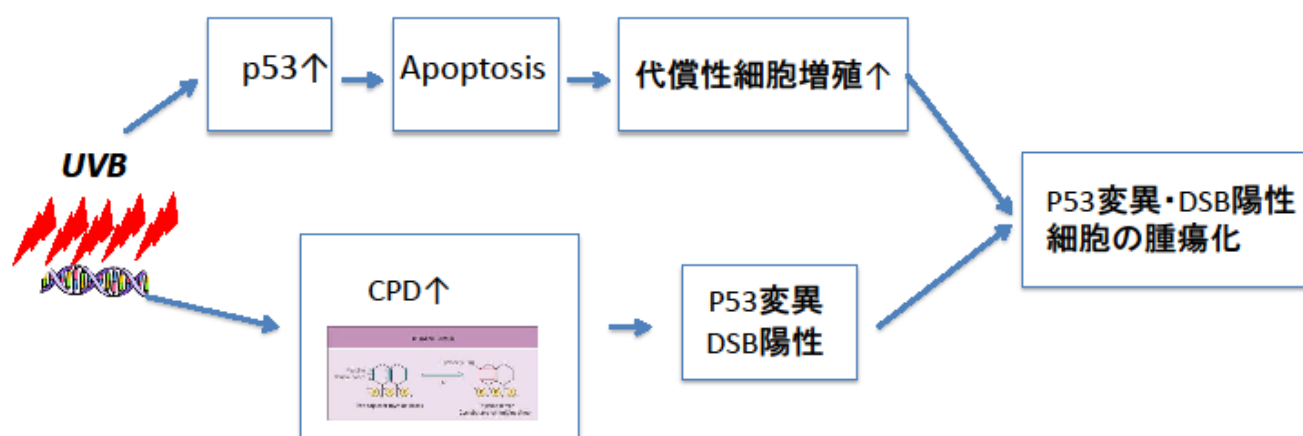 p53↑
Apoptosis
代償性細胞増殖↑
UVB
P53変異・DSB陽性
細胞の腫瘍化
CPD↑
P53変異
DSB陽性